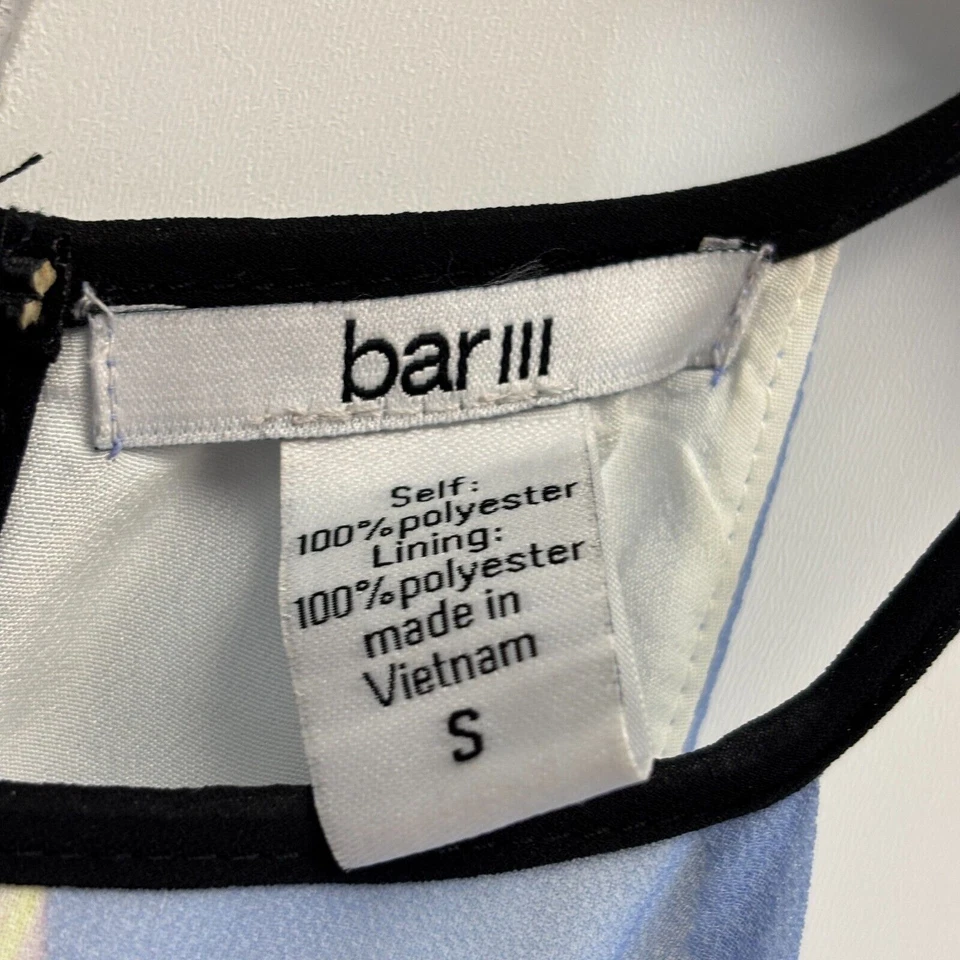 bar III
Self:
100% polyester
Lining:
100% polyester
made in
Vietnam
S